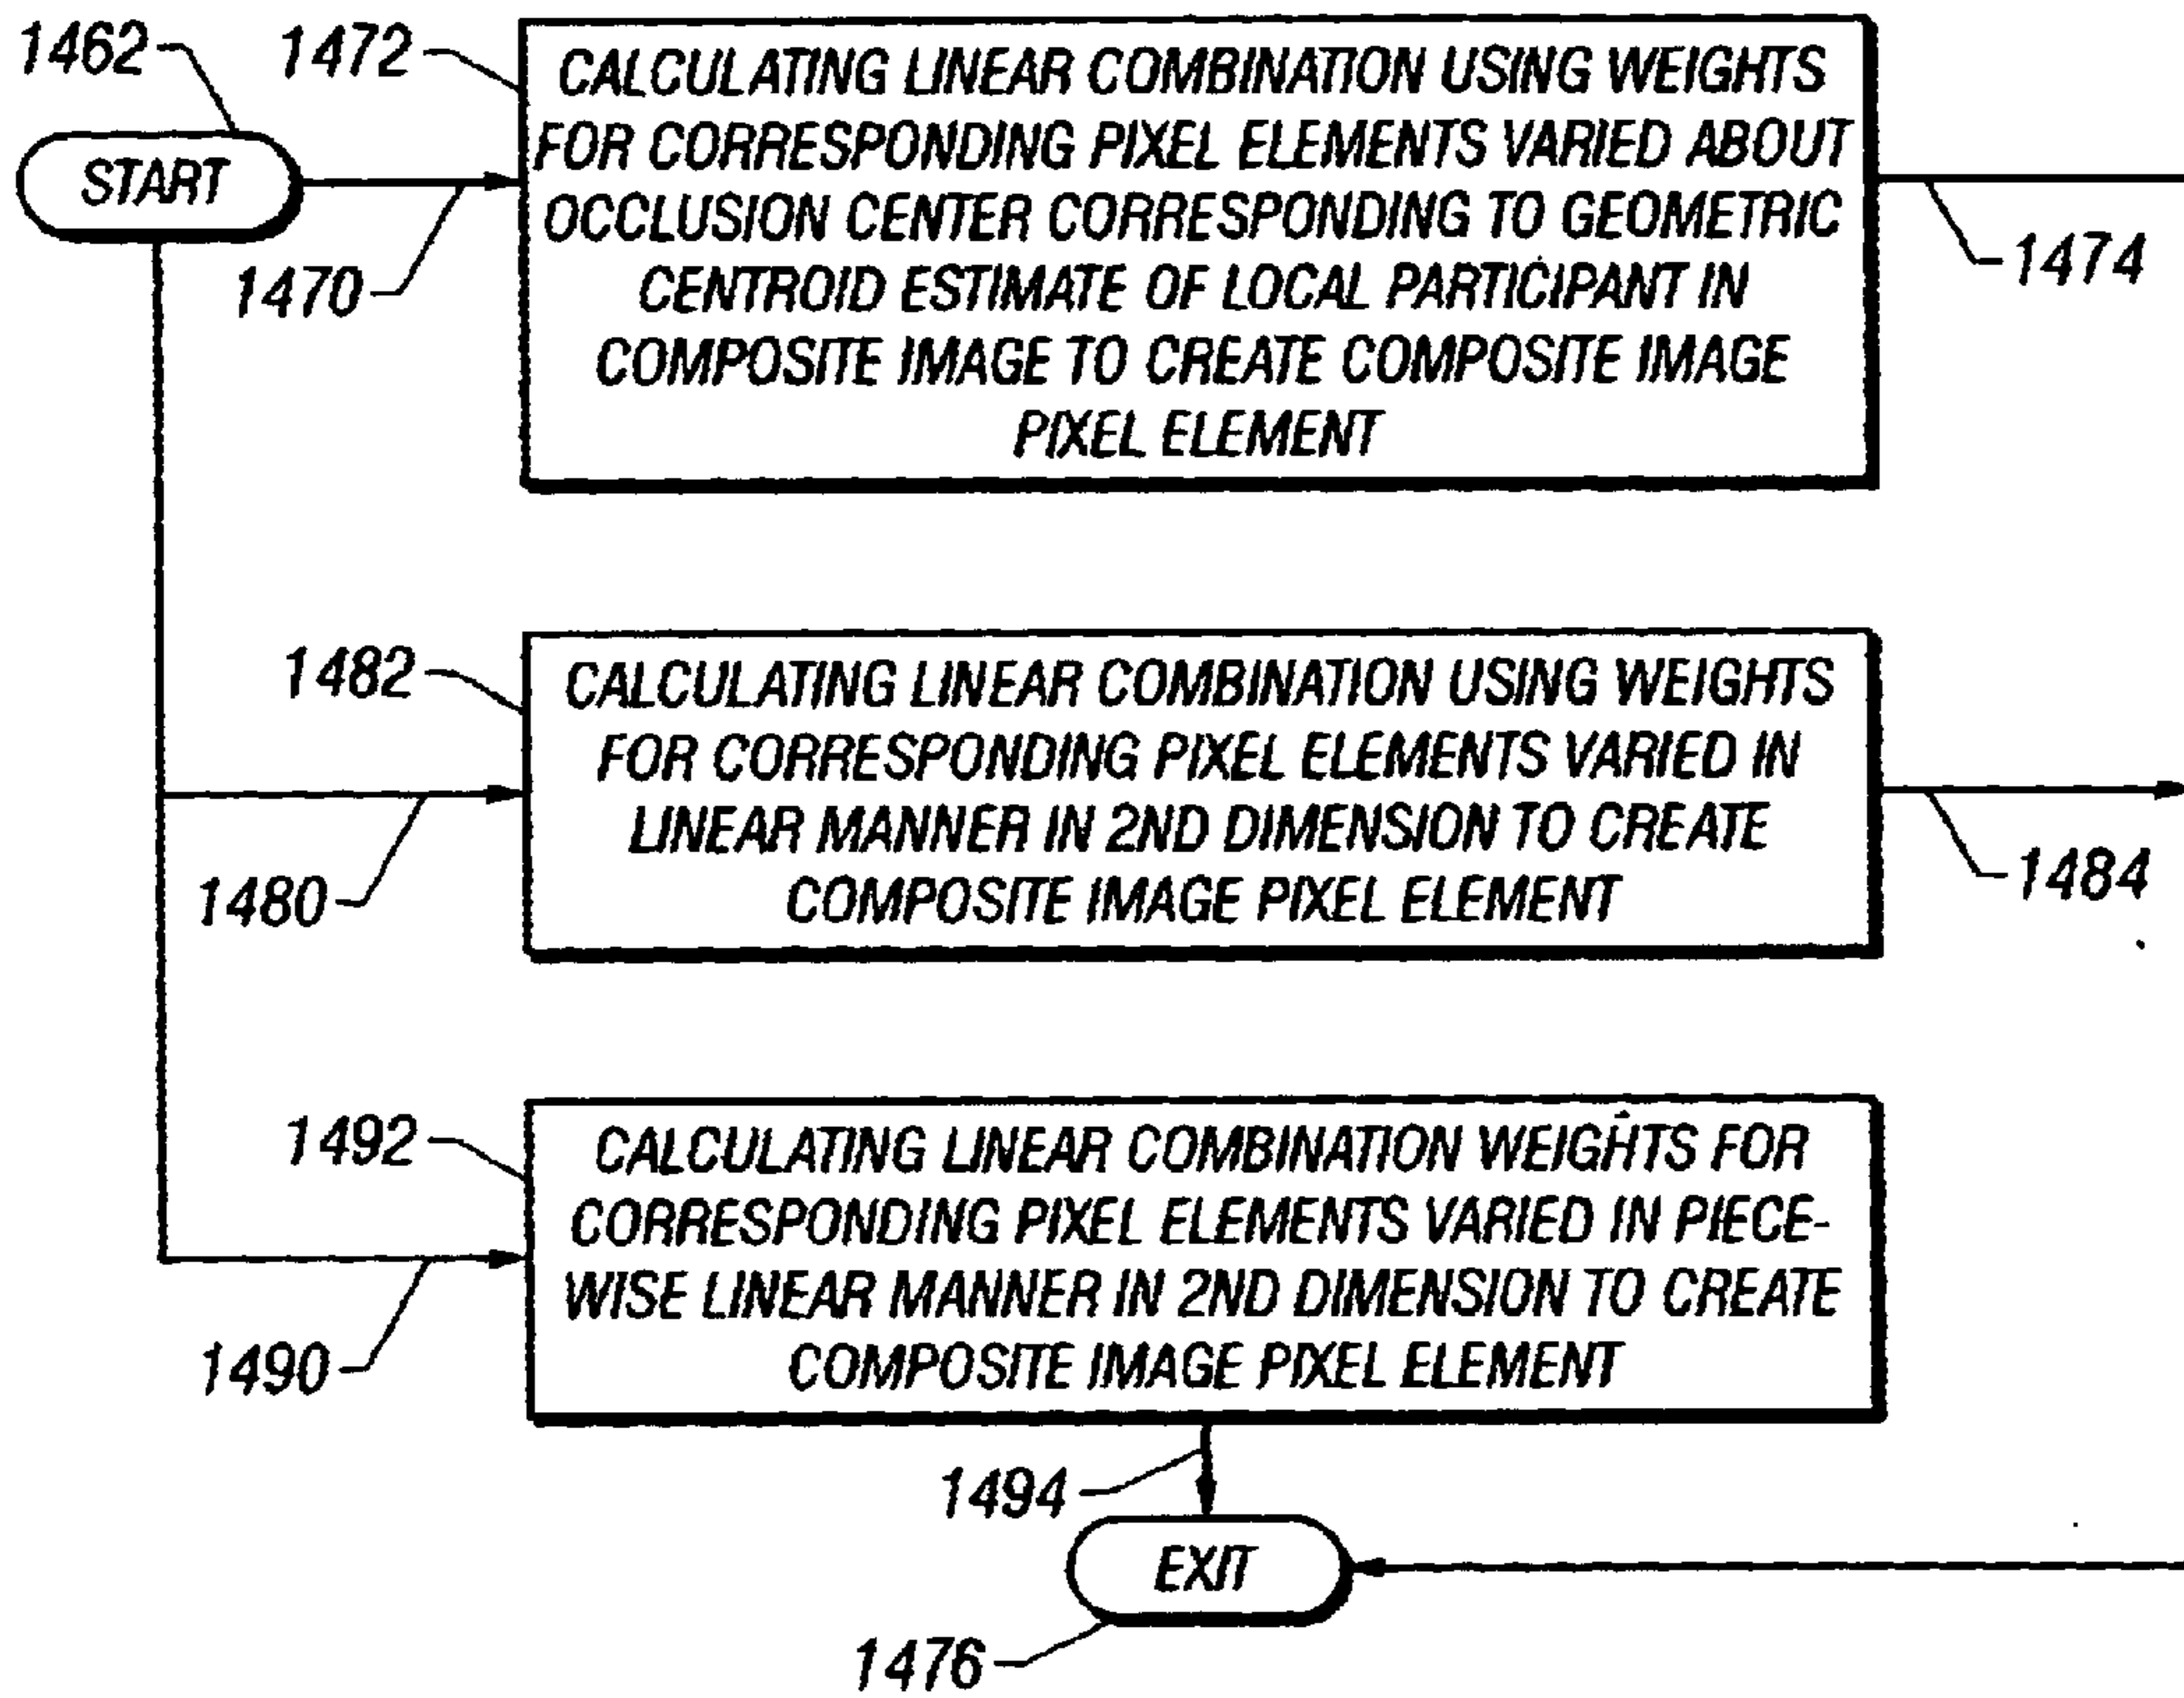 1462
1472
START
1470
CALCULATING LINEAR COMBINATION USING WEIGHTS
FOR CORRESPONDING PIXEL ELEMENTS VARIED ABOUT
OCCLUSION CENTER CORRESPONDING TO GEOMETRIC
CENTROID ESTIMATE OF LOCAL PARTICIPANT IN
COMPOSITE IMAGE TO CREATE COMPOSITE IMAGE
PIXEL ELEMENT
1474
1482
CALCULATING LINEAR COMBINATION USING WEIGHTS
FOR CORRESPONDING PIXEL ELEMENTS VARIED IN
LINEAR MANNER IN 2ND DIMENSION TO CREATE
COMPOSITE IMAGE PIXEL ELEMENT
1480
1484
1492
CALCULATING LINEAR COMBINATION WEIGHTS FOR
CORRESPONDING PIXEL ELEMENTS VARIED IN PIECE-
WISE LINEAR MANNER IN 2ND DIMENSION TO CREATE
COMPOSITE IMAGE PIXEL ELEMENT
1490
1494
EXIT
1476